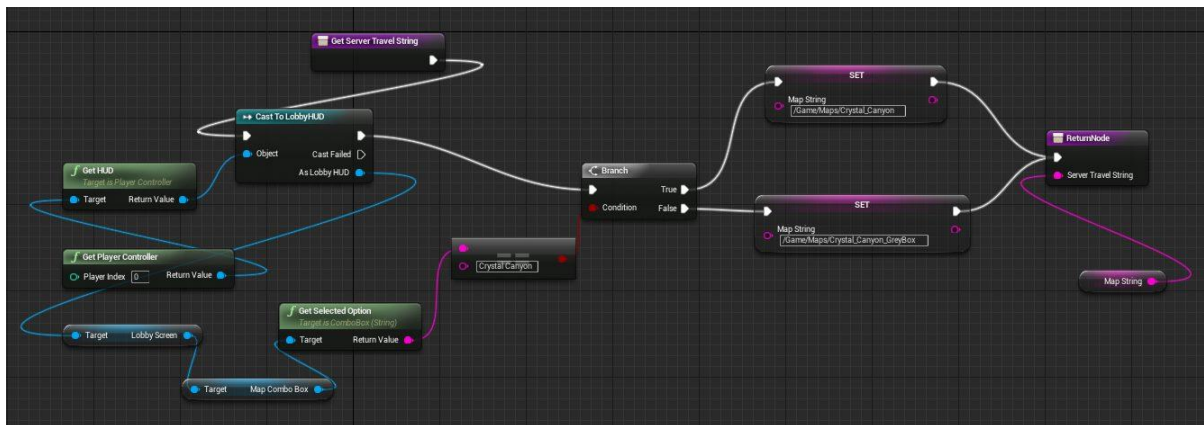 Get Server Travel String
Cast To LobbyHUD
Object
Cast Failed
As Lobby HUD
Get HUD
Target is Player Controller
Target
Return Value
Get Player Controller
Player Index
0
Return Value
Target
Lobby Screen
Target
Map Combo Box
Get Selected Option
Target is ComboBox (String)
Target
Return Value
Crystal Canyon
Branch
Condition
True
False
SET
Map String
/Game/Maps/Crystal_Canyon
SET
Map String
/Game/Maps/Crystal_Canyon_GreyBox
ReturnNode
Server Travel String
Map String